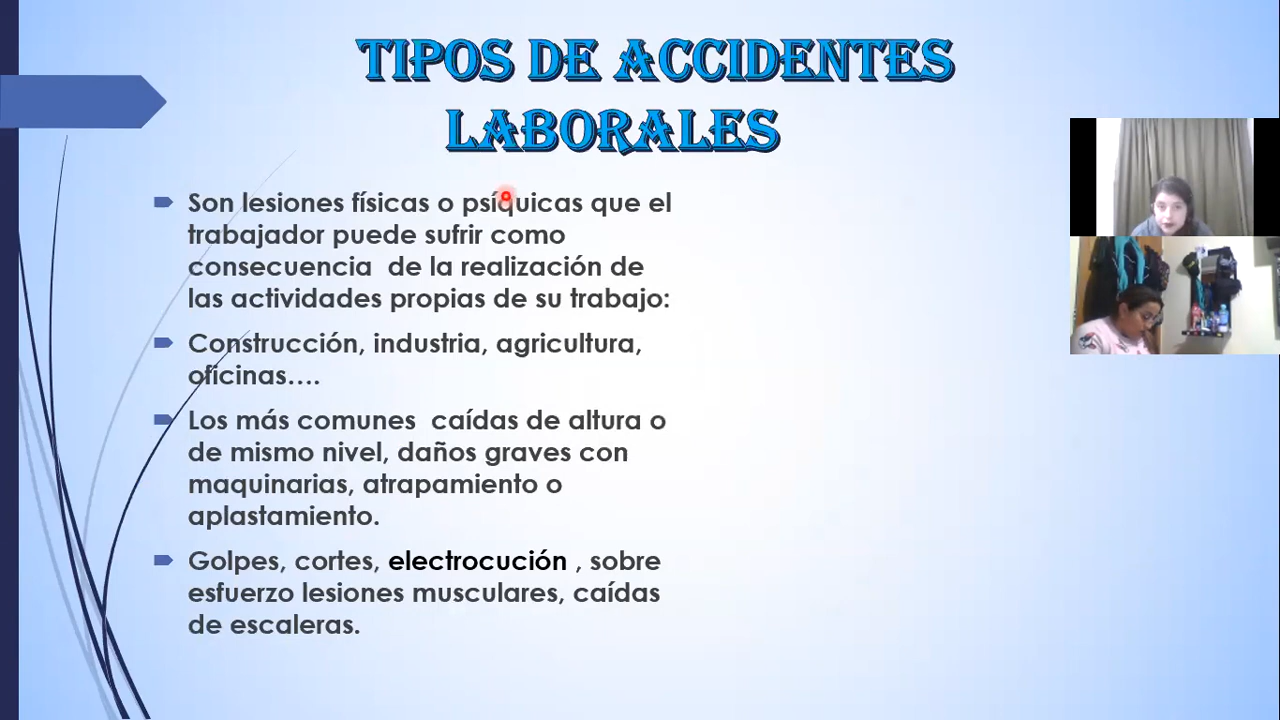 TIPOS DE ACCIDENTES
LABORALES
Son lesiones físicas o psíquicas que el
trabajador puede sufrir como
consecuencia  de la realización de
las actividades propias de su trabajo:
Construcción, industria, agricultura,
oficinas….
Los más comunes  caídas de altura o
de mismo nivel, daños graves con
maquinarias, atrapamiento o
aplastamiento.
Golpes, cortes, electrocución , sobre
esfuerzo lesiones musculares, caídas
de escaleras.